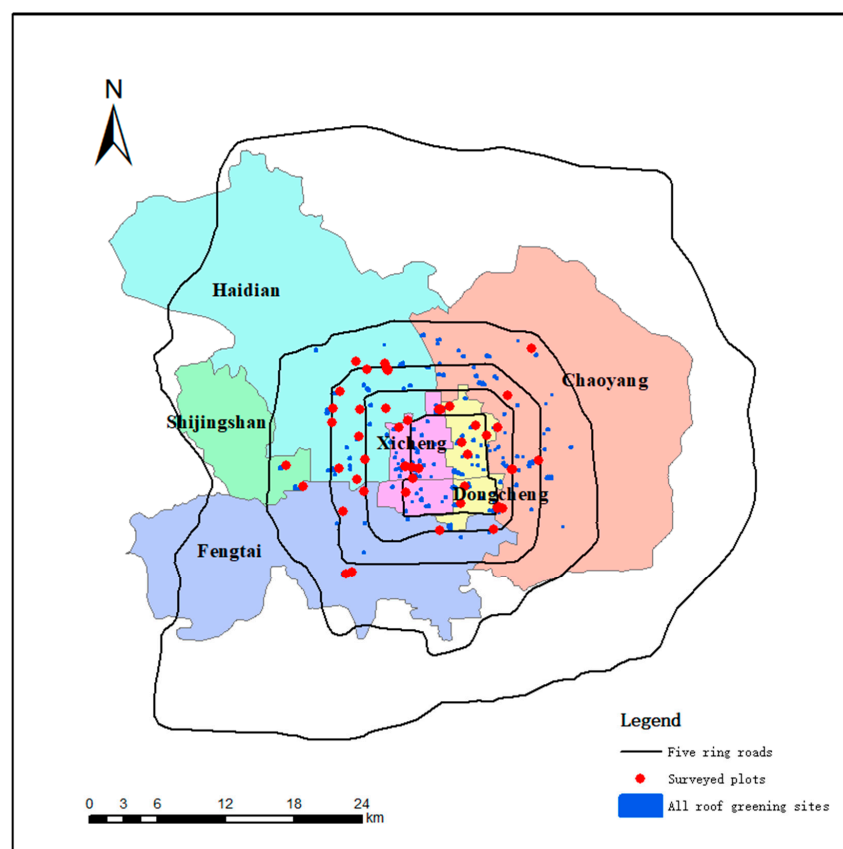 N
Haidian
Chaoyang
Shijingshan
Xicheng
Dongcheng
Fengtai
Legend
Five ring roads
Surveyed plots
All roof greening sites
0 3 6 12 18 24
km